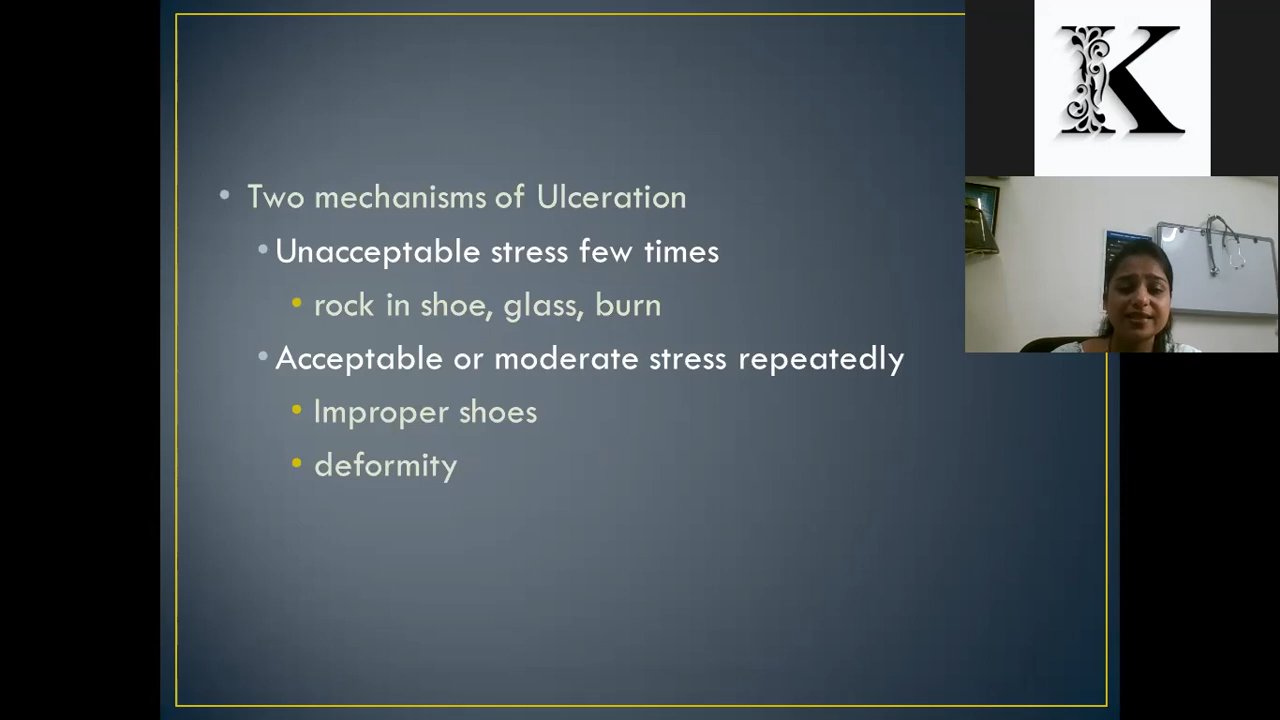 Two mechanisms of Ulceration
Unacceptable stress few times
rock in shoe, glass, burn
Acceptable or moderate stress repeatedly
Improper shoes
deformity
K